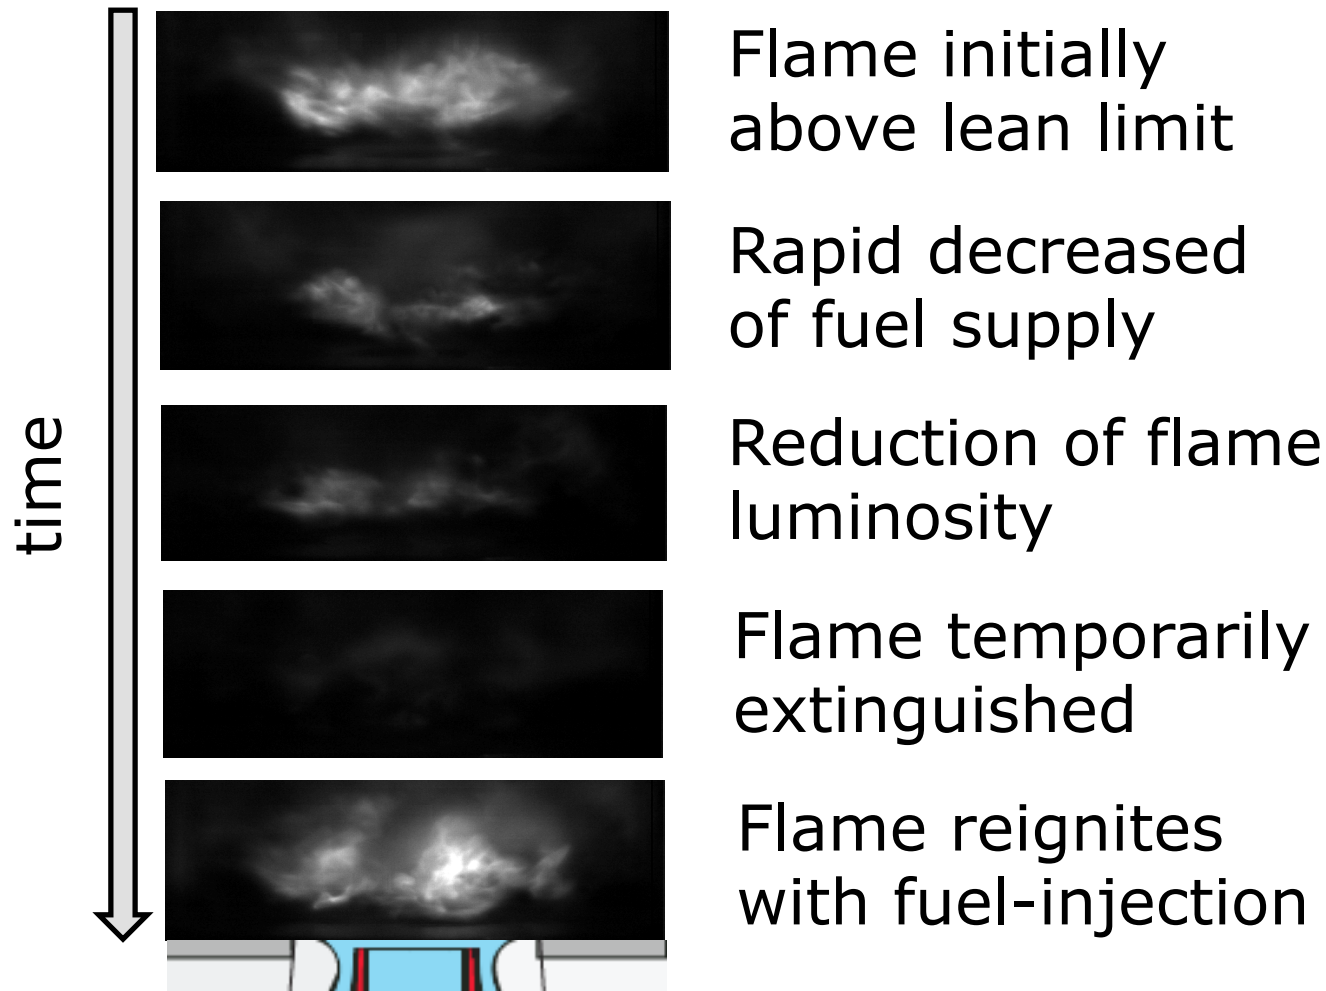 Flame initially
above lean limit
Rapid decreased
of fuel supply
time
Reduction of flame
luminosity
Flame temporarily
extinguished
Flame reignites
with fuel-injection